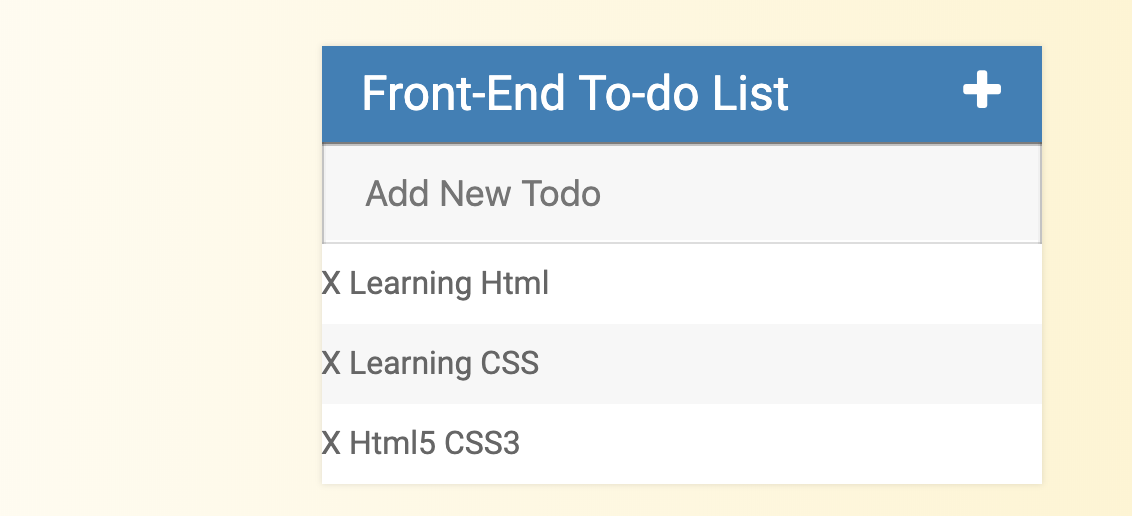 Front-End To-do List
Add New Todo
X Learning Html
X Learning CSS
X Html5 CSS3